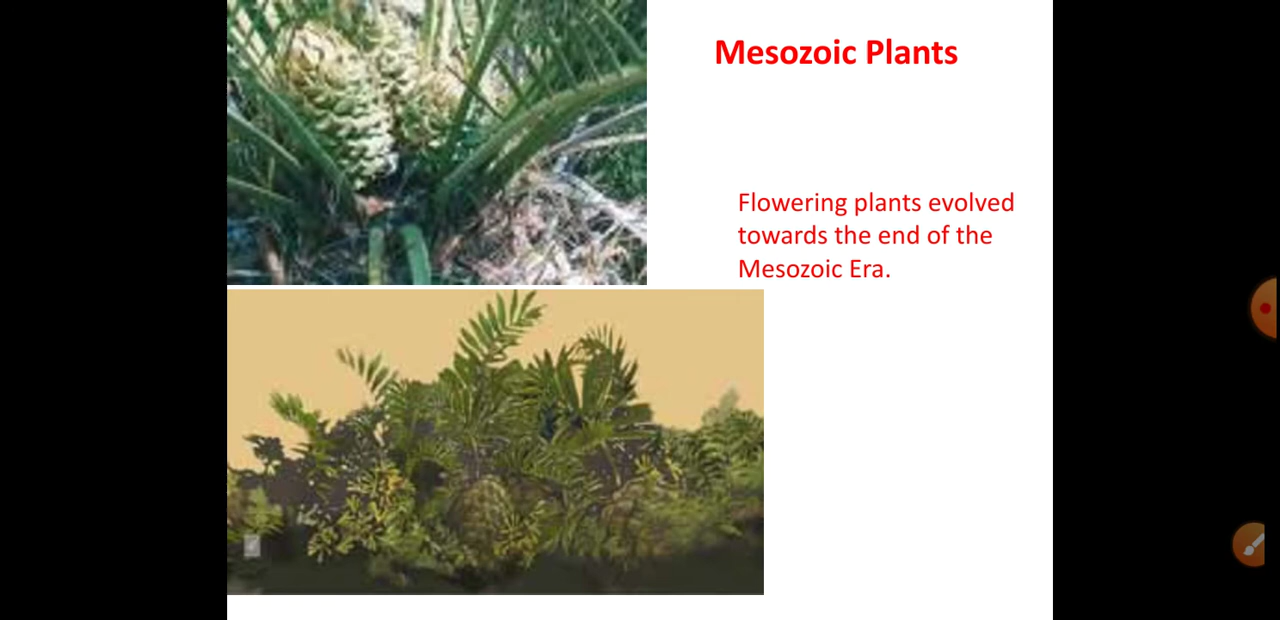 Mesozoic Plants
Flowering plants evolved
towards the end of the
Mesozoic Era.